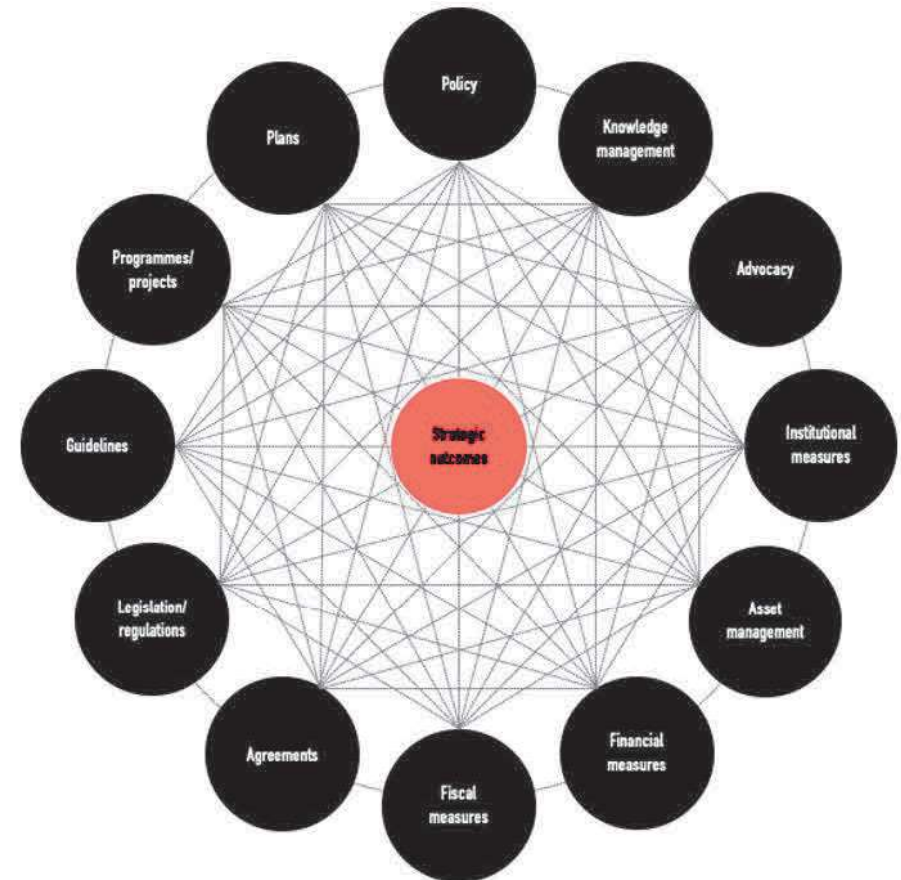 Policy
Knowledge
management
Plans
Advocacy
Programmes/
projects
Institutional
measures
Guidelines
Strategic
outcomes
Asset
management
Legislation/
regulations
Financial
measures
Agreements
Fiscal
measures